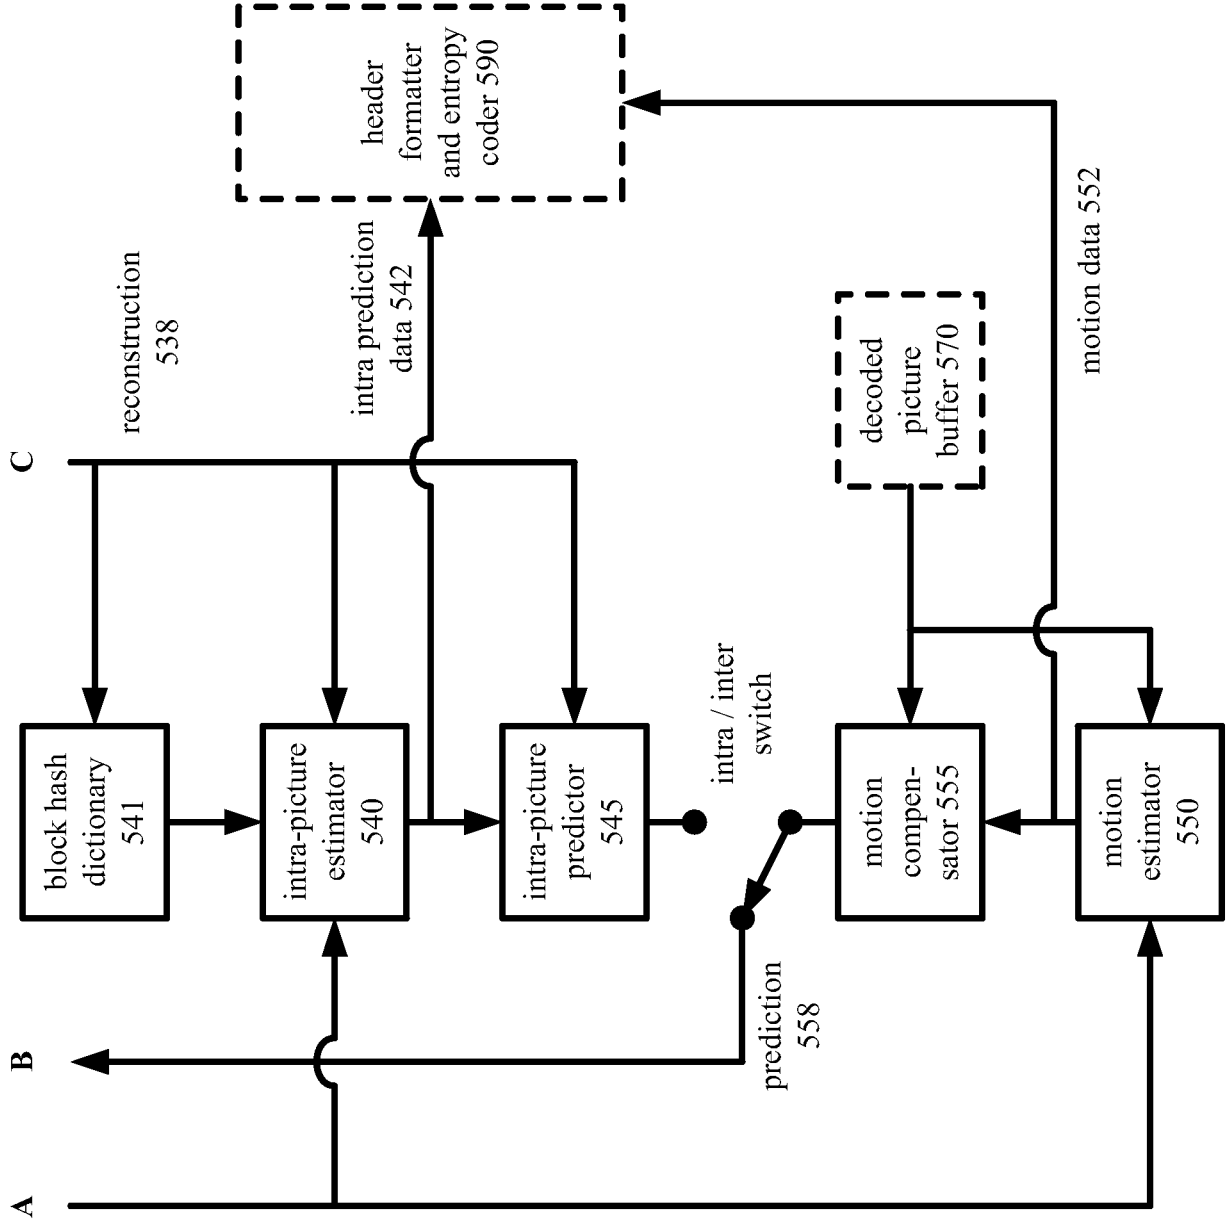 A
B
C
reconstruction
538
block hash
dictionary
541
intra-picture
estimator
540
intra-picture
predictor
545
intra prediction
data 542
header
formatter
and entropy
coder 590
intra / inter
switch
prediction
558
motion
compen-
sator 555
decoded
picture
buffer 570
motion
estimator
550
motion data 552